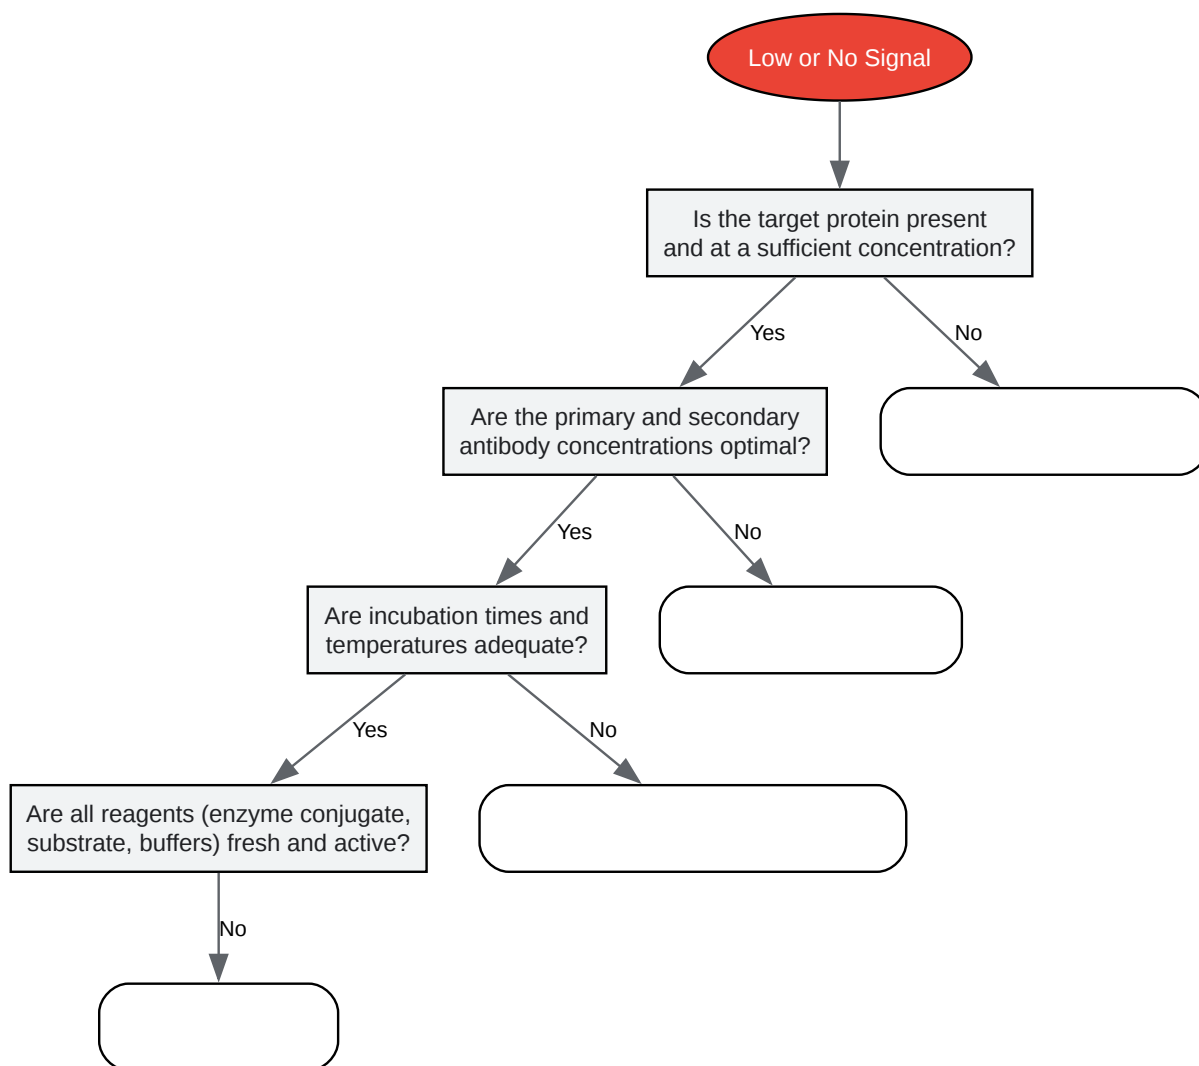 Low or No Signal
Is the target protein present
and at a sufficient concentration?
Yes
No
Are the primary and secondary
antibody concentrations optimal?
Yes
No
Are incubation times and
temperatures adequate?
Yes
No
Are all reagents (enzyme conjugate,
substrate, buffers) fresh and active?
No